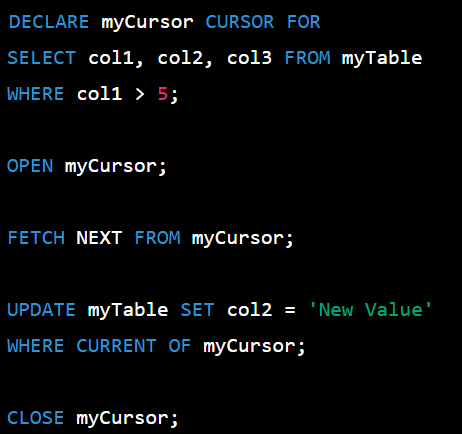 DECLARE myCursor CURSOR FOR
SELECT col1, col2, col3 FROM myTable
WHERE col1 > 5;
OPEN myCursor;
FETCH NEXT FROM myCursor;
UPDATE myTable SET col2 = 'New Value'
WHERE CURRENT OF myCursor;
CLOSE myCursor;